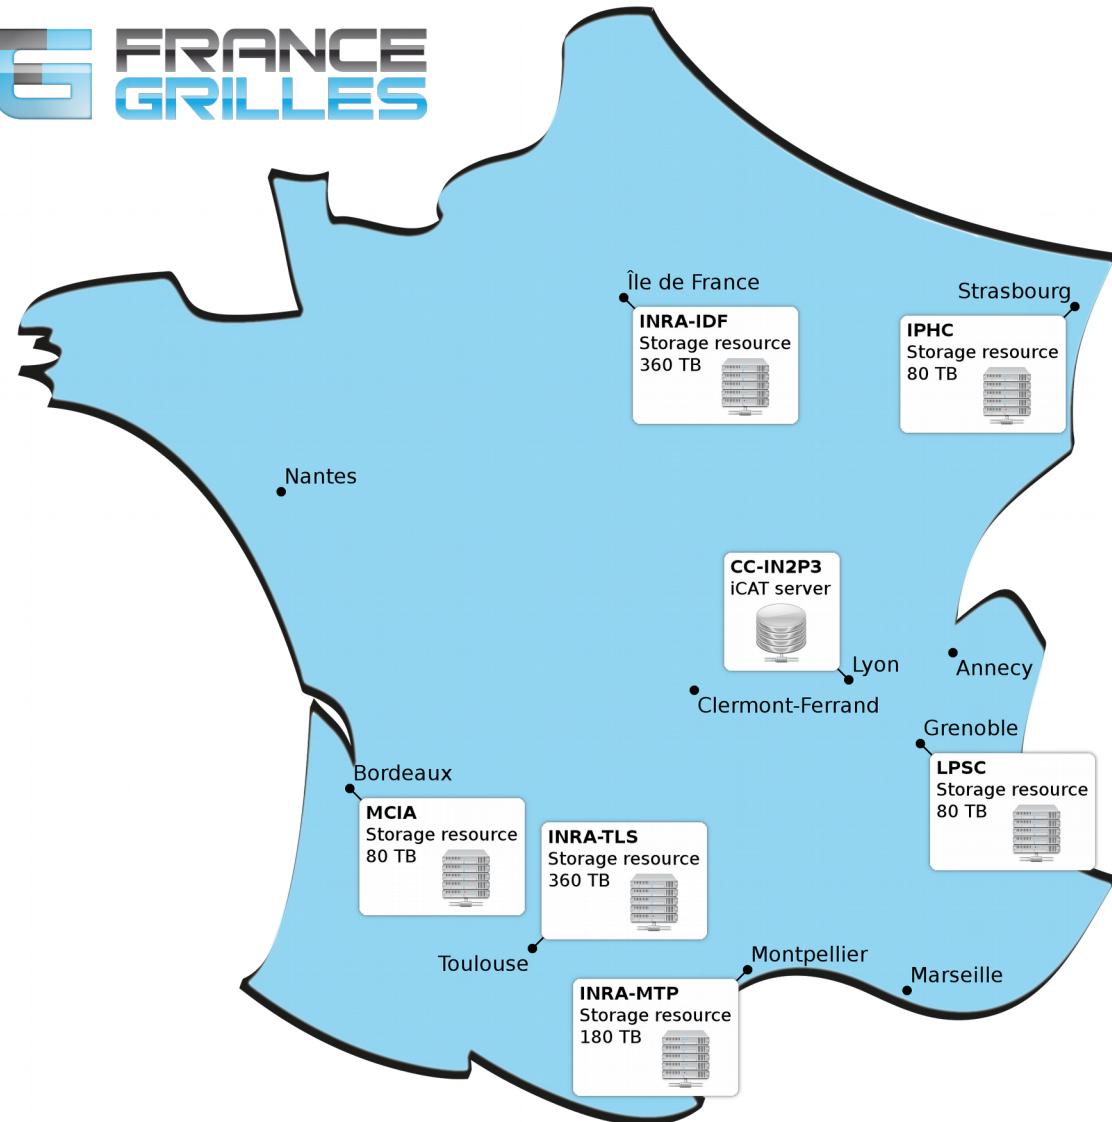 FRANCE
GRILLES
Île de France
INRA-IDF
Storage resource
360 TB
Strasbourg
IPHC
Storage resource
80 TB
Nantes
CC-IN2P3
iCAT server
Lyon
Annecy
Clermont-Ferrand
Grenoble
LPSC
Storage resource
80 TB
Bordeaux
MCIA
Storage resource
80 TB
INRA-TLS
Storage resource
360 TB
Toulouse
Montpellier
INRA-MTP
Storage resource
180 TB
Marseille